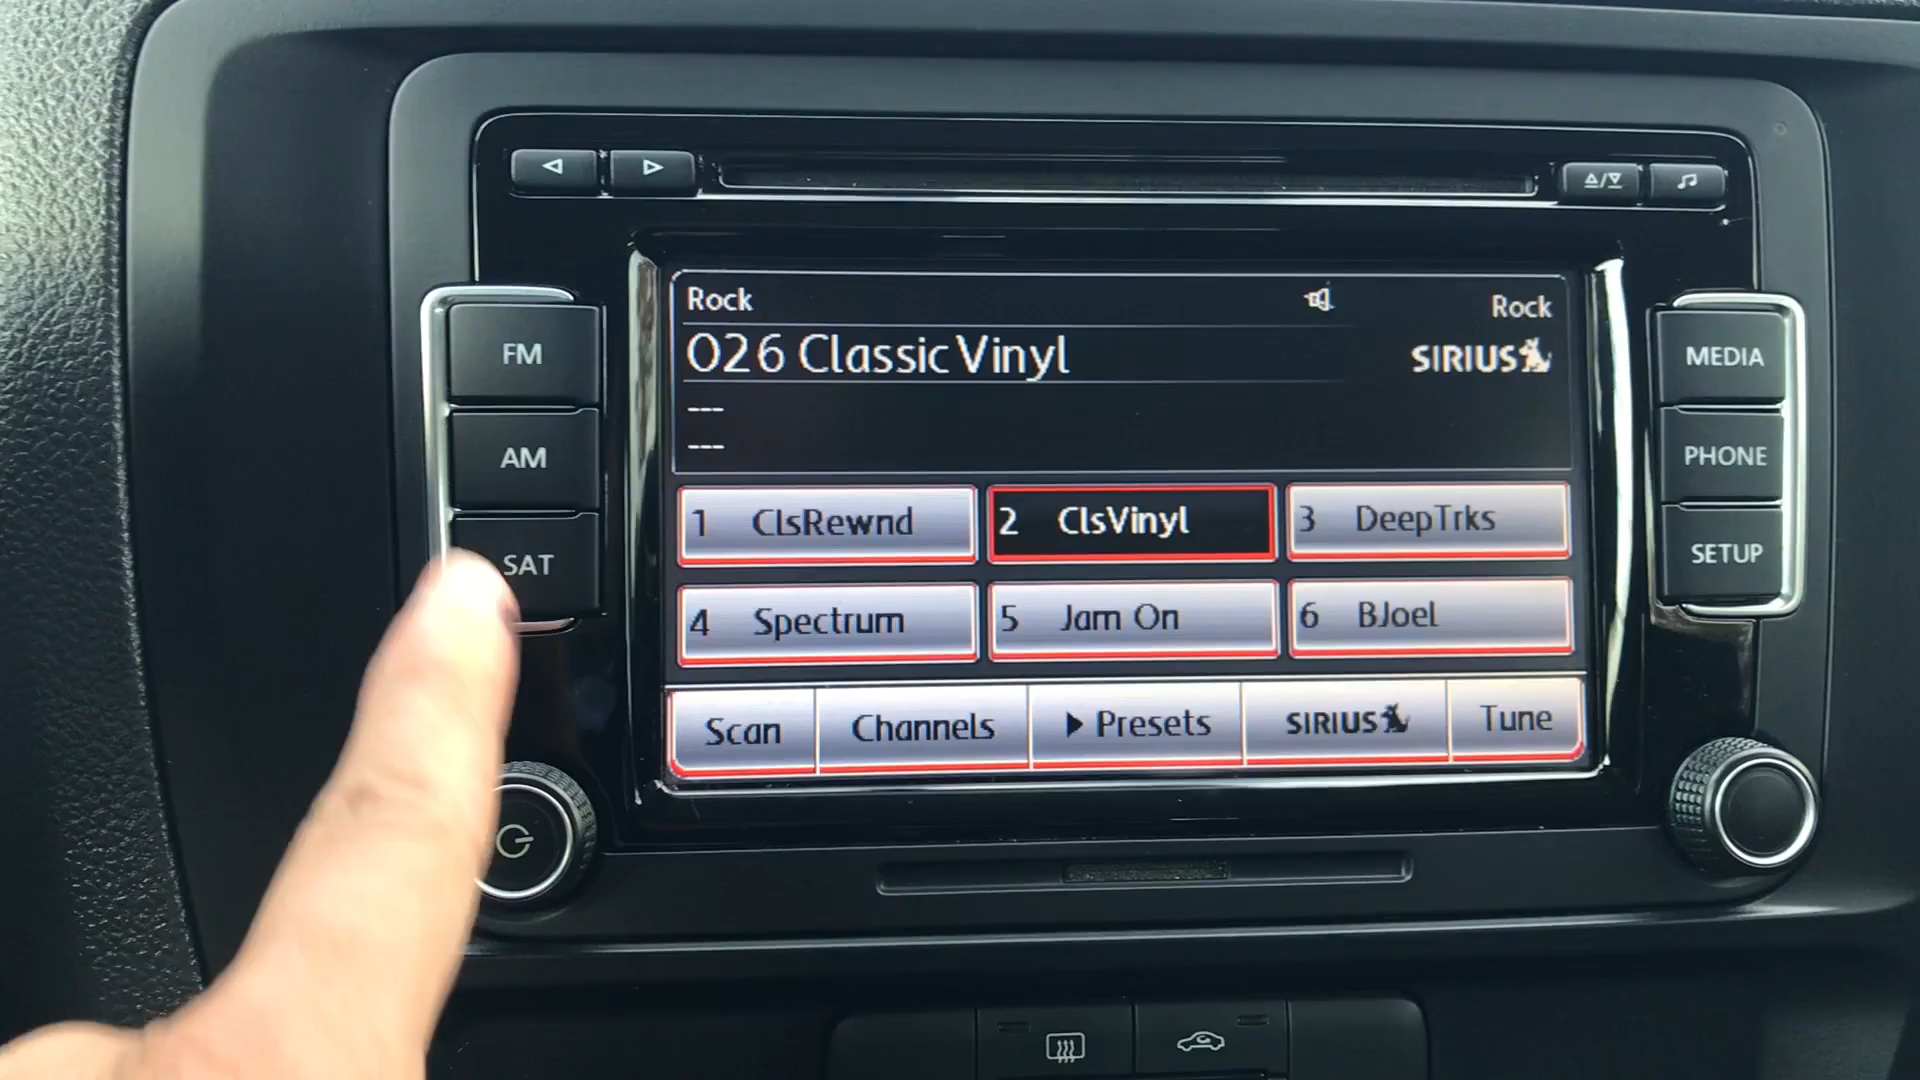 Rock
Rock
026 Classic Vinyl
SIRIUS
---
---
FM
AM
SAT
1 ClsRewnd
2 ClsVinyl
3 DeepTrks
4 Spectrum
5 Jam On
6 BJoel
Scan
Channels
Presets
SIRIUS
Tune
MEDIA
PHONE
SETUP